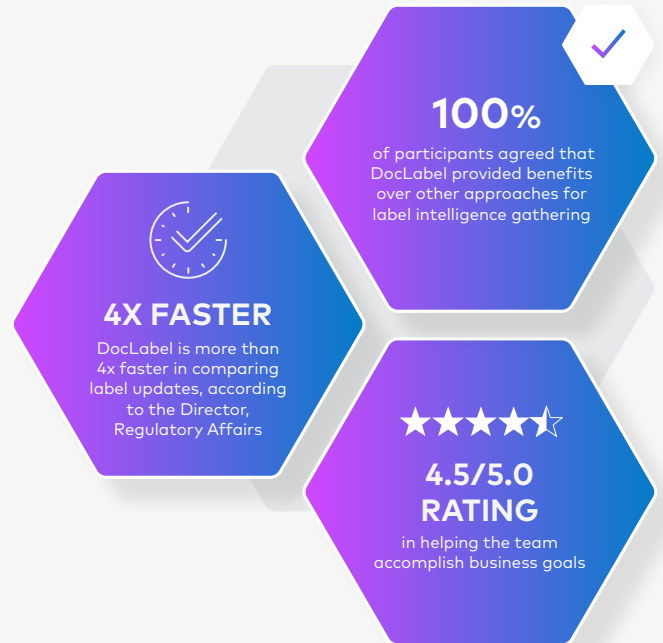 100%
of participants agreed that
DocLabel provided benefits
over other approaches for
label intelligence gathering
4X FASTER
DocLabel is more than
4x faster in comparing
label updates, according
to the Director,
Regulatory Affairs
4.5/5.0
RATING
in helping the team
accomplish business goals